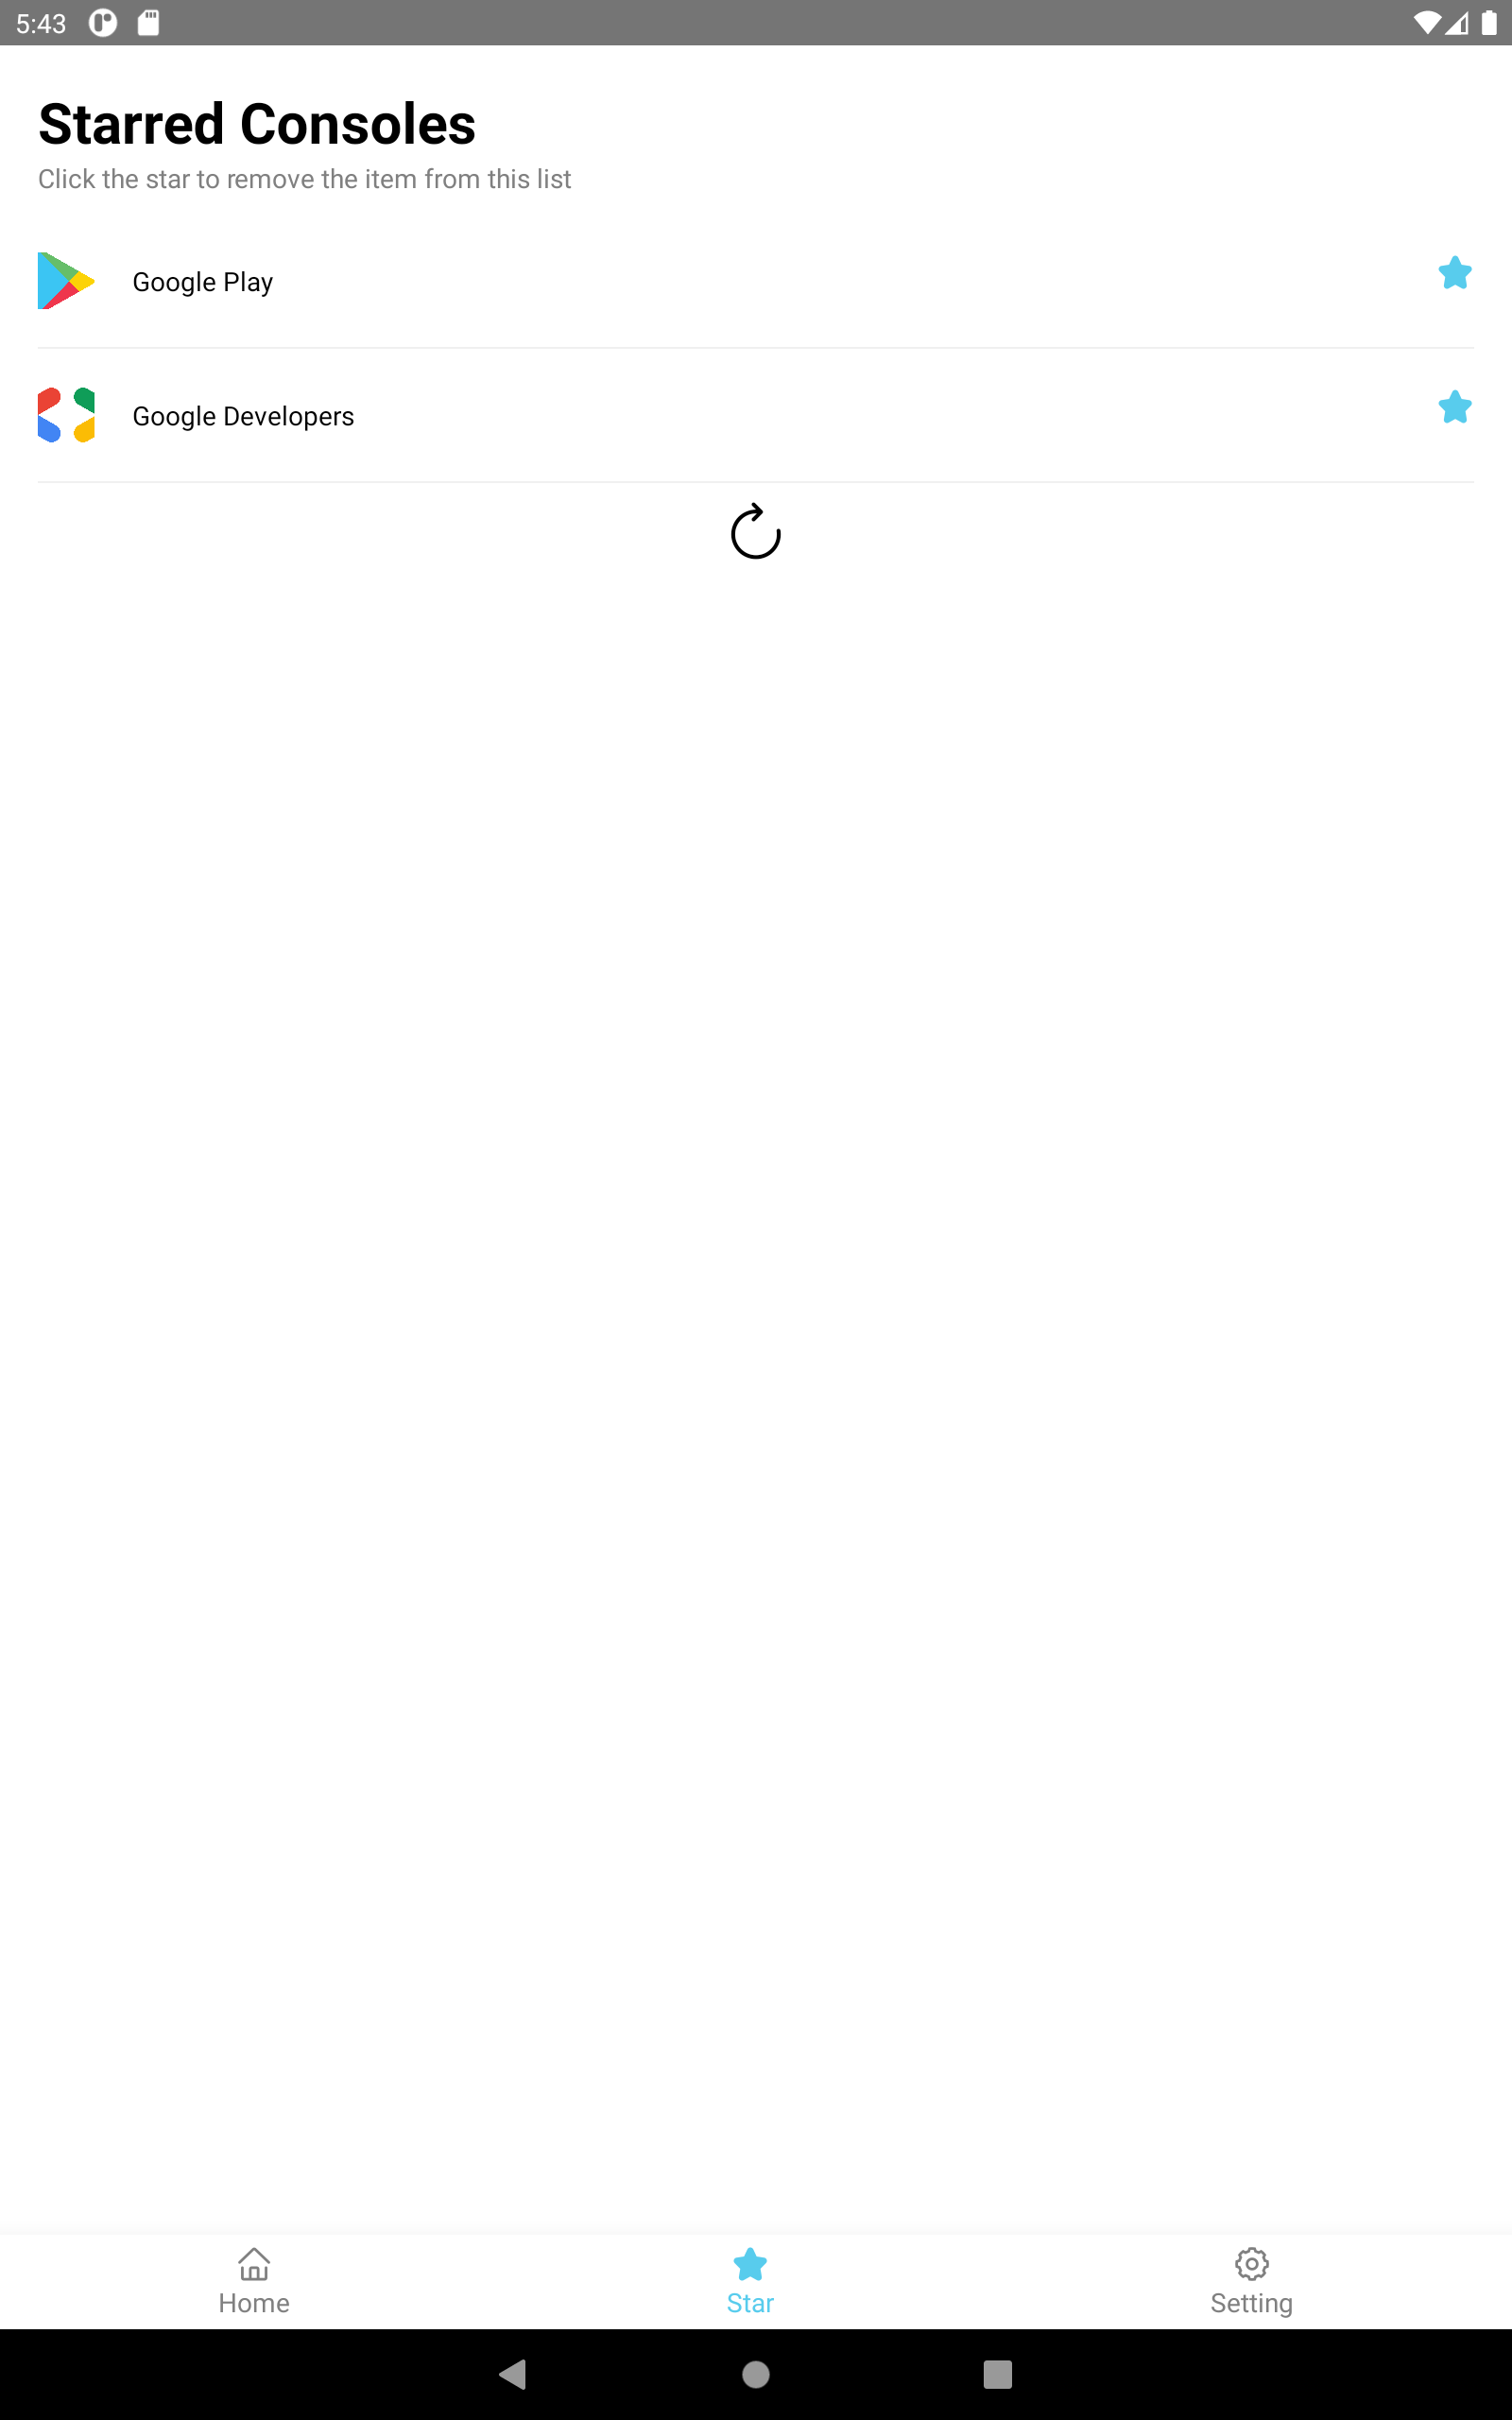 5:43
Starred Consoles
Click the star to remove the item from this list
Google Play
Google Developers
Home
Star
Setting